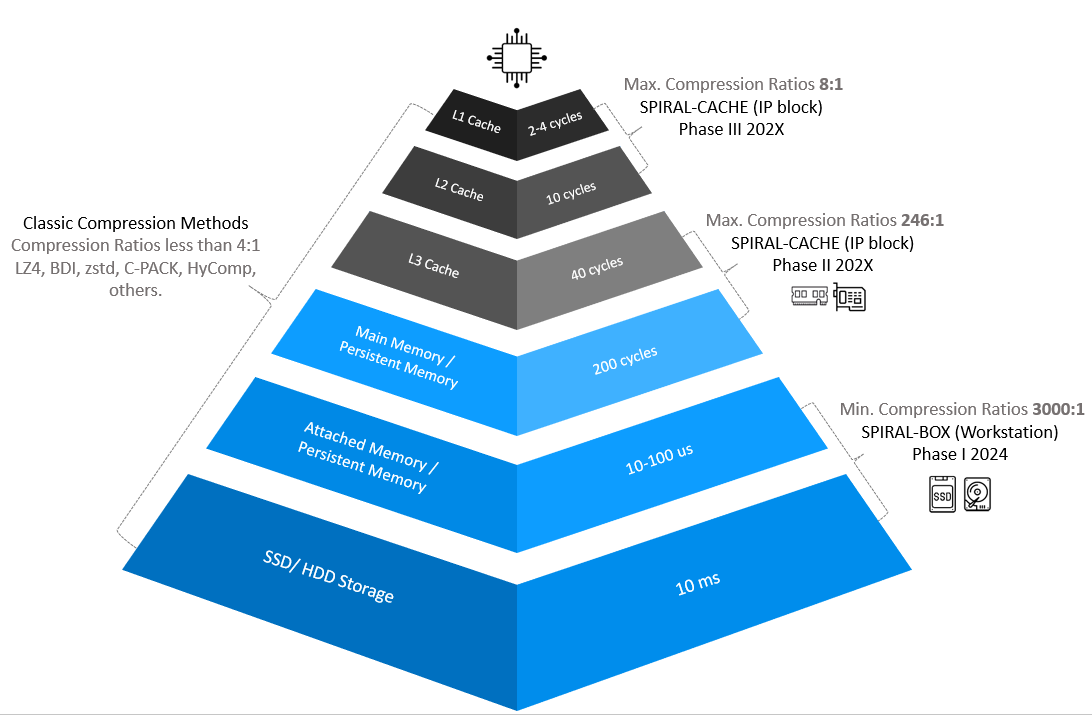 Max. Compression Ratios 8:1
SPIRAL-CACHE (IP block)
Phase III 202X
L1 Cache
2-4 cycles
L2 Cache
10 cycles
Classic Compression Methods
Compression Ratios less than 4:1
LZ4, BDI, zstd, C-PACK, HyComp,
others.
Max. Compression Ratios 246:1
SPIRAL-CACHE (IP block)
Phase II 202X
L3 Cache
40 cycles
Main Memory /
Persistent Memory
200 cycles
Min. Compression Ratios 3000:1
SPIRAL-BOX (Workstation)
Phase I 2024
SSD
Attached Memory /
Persistent Memory
10-100 us
SSD/ HDD Storage
10 ms